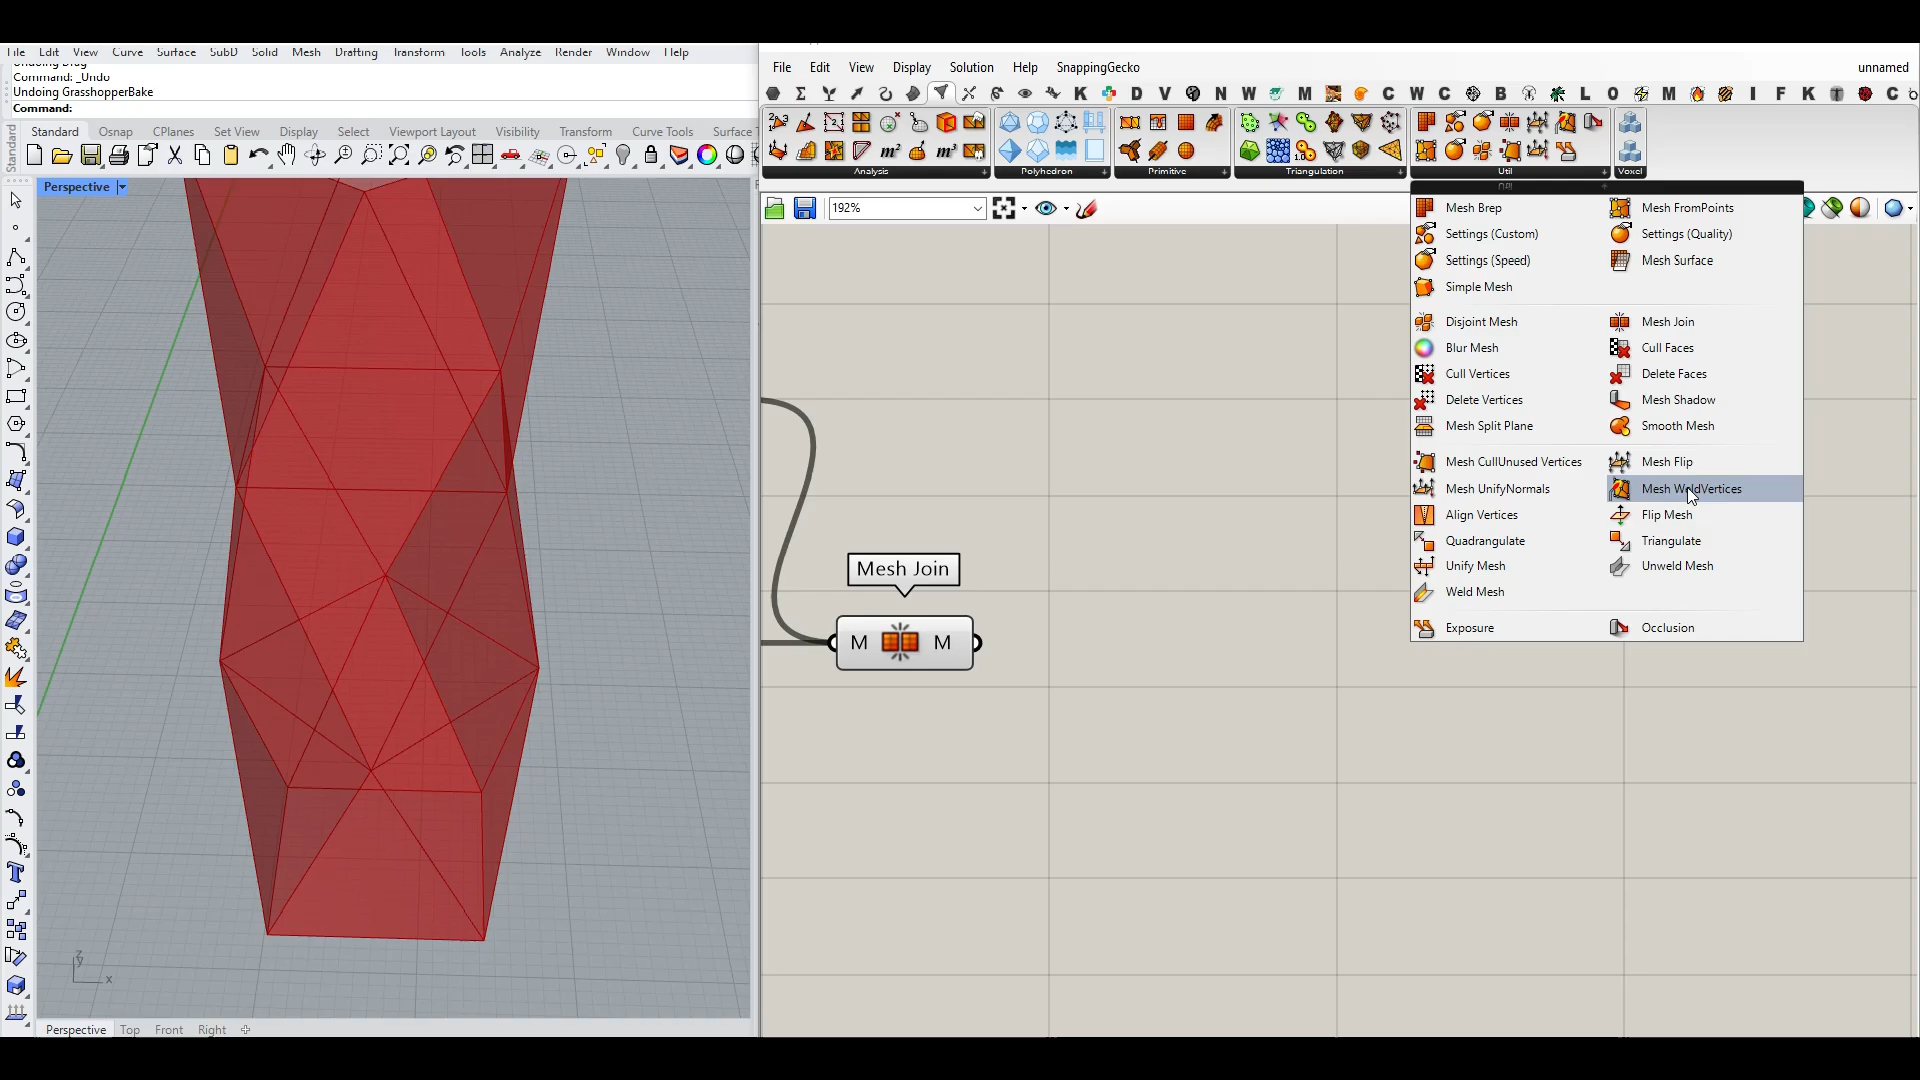 File Edit View Curve Surface SubD Solid Mesh Drafting Transform Tools Analyze Render Window Help
Undoing Drag
Command: _Undo
Undoing GrasshopperBake
Command:
Standard Osnap CPlanes Set View Display Select Viewport Layout Visibility Transform Curve Tools Surface T
Standard
Perspective
z
y
x
Perspective Top Front Right
File Edit View Display Solution Help SnappingGecko unnamed
K D V N W M C W C B L O M I F K C
Analysis Polyhedron Primitive Triangulation Util Voxel
192%
Util
Mesh Brep Mesh FromPoints
Settings (Custom) Settings (Quality)
Settings (Speed) Mesh Surface
Simple Mesh
Disjoint Mesh Mesh Join
Blur Mesh Cull Faces
Cull Vertices Delete Faces
Delete Vertices Mesh Shadow
Mesh Split Plane Smooth Mesh
Mesh CullUnused Vertices Mesh Flip
Mesh UnifyNormals Mesh WeldVertices
Align Vertices Flip Mesh
Quadrangulate Triangulate
Unify Mesh Unweld Mesh
Weld Mesh
Exposure Occlusion
Mesh Join
M M